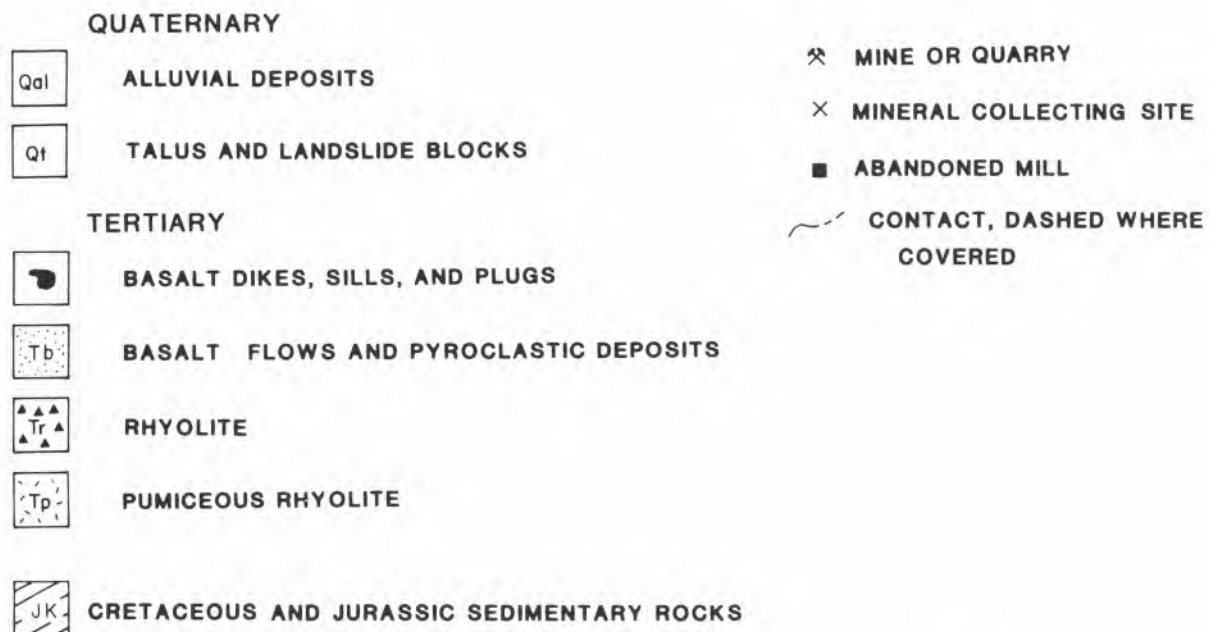 QUATERNARY
Qal ALLUVIAL DEPOSITS
Qt TALUS AND LANDSLIDE BLOCKS
TERTIARY
BASALT DIKES, SILLS, AND PLUGS
Tb BASALT FLOWS AND PYROCLASTIC DEPOSITS
Tr RHYOLITE
Tp PUMICEOUS RHYOLITE
JK CRETACEOUS AND JURASSIC SEDIMENTARY ROCKS
MINE OR QUARRY
MINERAL COLLECTING SITE
ABANDONED MILL
CONTACT, DASHED WHERE
COVERED